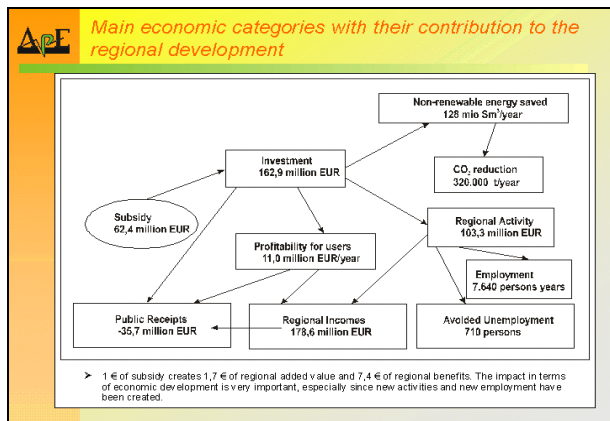 ApE
Main economic categories with their contribution to the
regional development
Non-renewable energy saved
128 mio Sm³/year
Investment
162,9 million EUR
CO₂ reduction
320.000 t/year
Subsidy
62,4 million EUR
Regional Activity
103,3 million EUR
Profitability for users
11,0 million EUR/year
Employment
7.640 persons years
Public Receipts
-35,7 million EUR
Regional Incomes
178,6 million EUR
Avoided Unemployment
710 persons
➢ 1 € of subsidy creates 1,7 € of regional added value and 7,4 € of regional benefits. The impact in terms
of economic development is very important, especially since new activities and new employment have
been created.